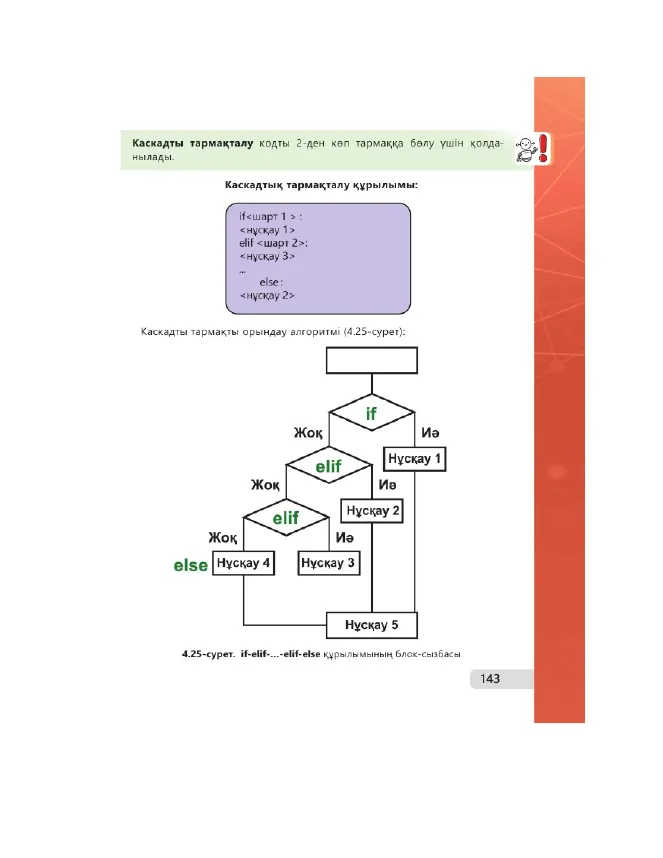 Каскадты тармақталу кодты 2-ден көп тармаққа бөлу үшін қолда-
нылады.
Каскадтық тармақталу құрылымы:
if<шарт 1 > :
<нұсқау 1>
elif <шарт 2>:
<нұсқау 3>
...
else :
<нұсқау 2>
Каскадты тармақты орындау алгоритмі (4.25-сурет):
if
Жоқ
Иә
elif
Нұсқау 1
Жоқ
Иә
elif
Нұсқау 2
Жоқ
Иә
else
Нұсқау 4
Нұсқау 3
Нұсқау 5
4.25-сурет. if-elif-...-elif-else құрылымының блок-сызбасы
143